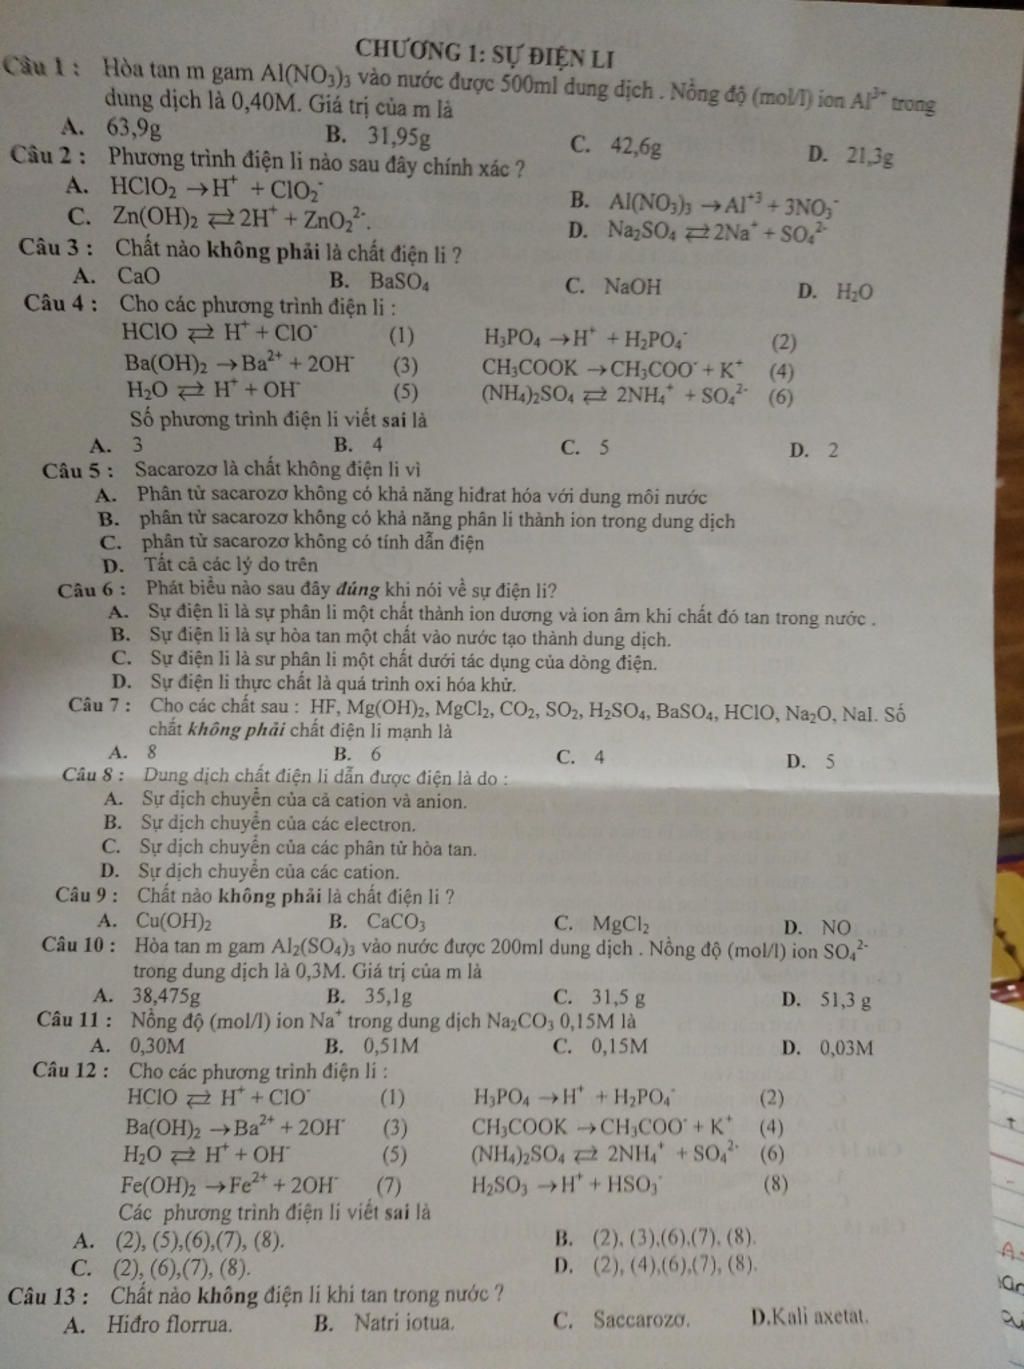 CHƯƠNG 1: SỰ ĐIỆN LI
Câu 1 : Hòa tan m gam Al(NO₃)₃ vào nước được 500ml dung dịch . Nồng độ (mol/l) ion Al³⁺ trong
dung dịch là 0,40M. Giá trị của m là
A. 63,9g B. 31,95g C. 42,6g D. 21,3g
Câu 2 : Phương trình điện li nào sau đây chính xác ?
A. HClO₂ → H⁺ + ClO₂⁻ B. Al(NO₃)₃ → Al⁺³ + 3NO₃⁻
C. Zn(OH)₂ ⇄ 2H⁺ + ZnO₂²⁻. D. Na₂SO₄ ⇄ 2Na⁺ + SO₄²⁻
Câu 3 : Chất nào không phải là chất điện li ?
A. CaO B. BaSO₄ C. NaOH D. H₂O
Câu 4 : Cho các phương trình điện li :
HClO ⇄ H⁺ + ClO⁻ (1) H₃PO₄ → H⁺ + H₂PO₄⁻ (2)
Ba(OH)₂ → Ba²⁺ + 2OH⁻ (3) CH₃COOK → CH₃COO⁻ + K⁺ (4)
H₂O ⇄ H⁺ + OH⁻ (5) (NH₄)₂SO₄ ⇄ 2NH₄⁺ + SO₄²⁻ (6)
Số phương trình điện li viết sai là
A. 3 B. 4 C. 5 D. 2
Câu 5 : Sacarozơ là chất không điện li vì
A. Phân tử sacarozơ không có khả năng hiđrat hóa với dung môi nước
B. phân tử sacarozơ không có khả năng phân li thành ion trong dung dịch
C. phân tử sacarozơ không có tính dẫn điện
D. Tất cả các lý do trên
Câu 6 : Phát biểu nào sau đây đúng khi nói về sự điện li?
A. Sự điện li là sự phân li một chất thành ion dương và ion âm khi chất đó tan trong nước .
B. Sự điện li là sự hòa tan một chất vào nước tạo thành dung dịch.
C. Sự điện li là sư phân li một chất dưới tác dụng của dòng điện.
D. Sự điện li thực chất là quá trình oxi hóa khử.
Câu 7 : Cho các chất sau : HF, Mg(OH)₂, MgCl₂, CO₂, SO₂, H₂SO₄, BaSO₄, HClO, Na₂O, NaI. Số
chất không phải chất điện li mạnh là
A. 8 B. 6 C. 4 D. 5
Câu 8 : Dung dịch chất điện li dẫn được điện là do :
A. Sự dịch chuyển của cả cation và anion.
B. Sự dịch chuyển của các electron.
C. Sự dịch chuyển của các phân tử hòa tan.
D. Sự dịch chuyển của các cation.
Câu 9 : Chất nào không phải là chất điện li ?
A. Cu(OH)₂ B. CaCO₃ C. MgCl₂ D. NO
Câu 10 : Hòa tan m gam Al₂(SO₄)₃ vào nước được 200ml dung dịch . Nồng độ (mol/l) ion SO₄²⁻
trong dung dịch là 0,3M. Giá trị của m là
A. 38,475g B. 35,1g C. 31,5 g D. 51,3 g
Câu 11 : Nồng độ (mol/l) ion Na⁺ trong dung dịch Na₂CO₃ 0,15M là
A. 0,30M B. 0,51M C. 0,15M D. 0,03M
Câu 12 : Cho các phương trình điện li :
HClO ⇄ H⁺ + ClO⁻ (1) H₃PO₄ → H⁺ + H₂PO₄⁻ (2)
Ba(OH)₂ → Ba²⁺ + 2OH⁻ (3) CH₃COOK → CH₃COO⁻ + K⁺ (4)
H₂O ⇄ H⁺ + OH⁻ (5) (NH₄)₂SO₄ ⇄ 2NH₄⁺ + SO₄²⁻ (6)
Fe(OH)₂ → Fe²⁺ + 2OH⁻ (7) H₂SO₃ → H⁺ + HSO₃⁻ (8)
Các phương trình điện li viết sai là
A. (2), (5),(6),(7), (8). B. (2), (3),(6),(7), (8).
C. (2), (6),(7), (8). D. (2), (4),(6),(7), (8).
Câu 13 : Chất nào không điện li khi tan trong nước ?
A. Hiđro florrua. B. Natri iotua. C. Saccarozơ. D.Kali axetat.